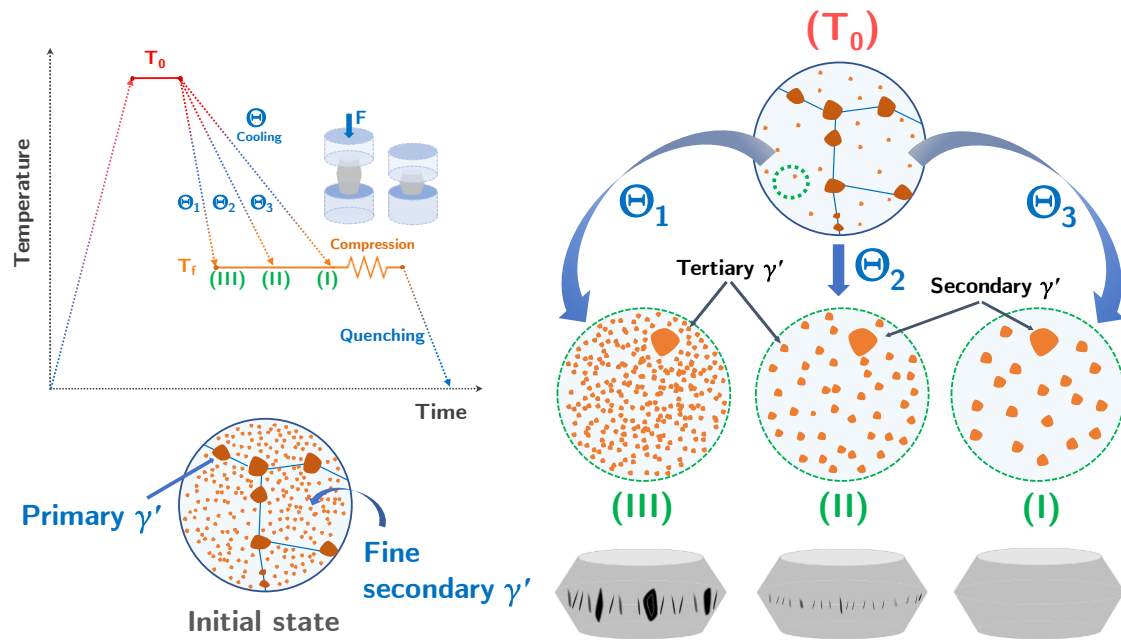 T₀
Θ
Cooling
F
Θ₁
Θ₂
Θ₃
Temperature
T_f
Compression
(III)
(II)
(I)
Quenching
Time
Primary γ′
Fine
secondary γ′
Initial state
(T₀)
Θ₁
Θ₂
Θ₃
Tertiary γ′
Secondary γ′
(III)
(II)
(I)